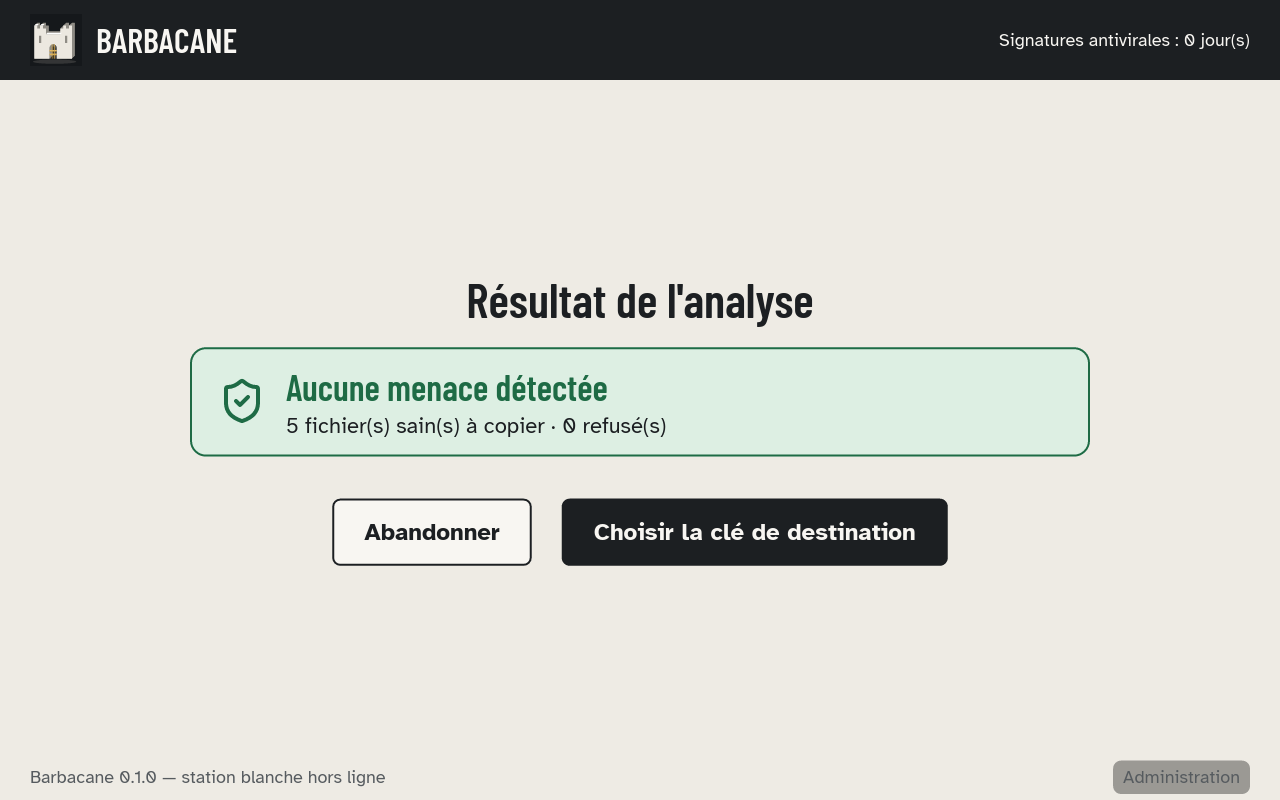 BARBACANE
Signatures antivirales : 0 jour(s)
Résultat de l'analyse
Aucune menace détectée
5 fichier(s) sain(s) à copier · 0 refusé(s)
Abandonner
Choisir la clé de destination
Barbacane 0.1.0 — station blanche hors ligne
Administration